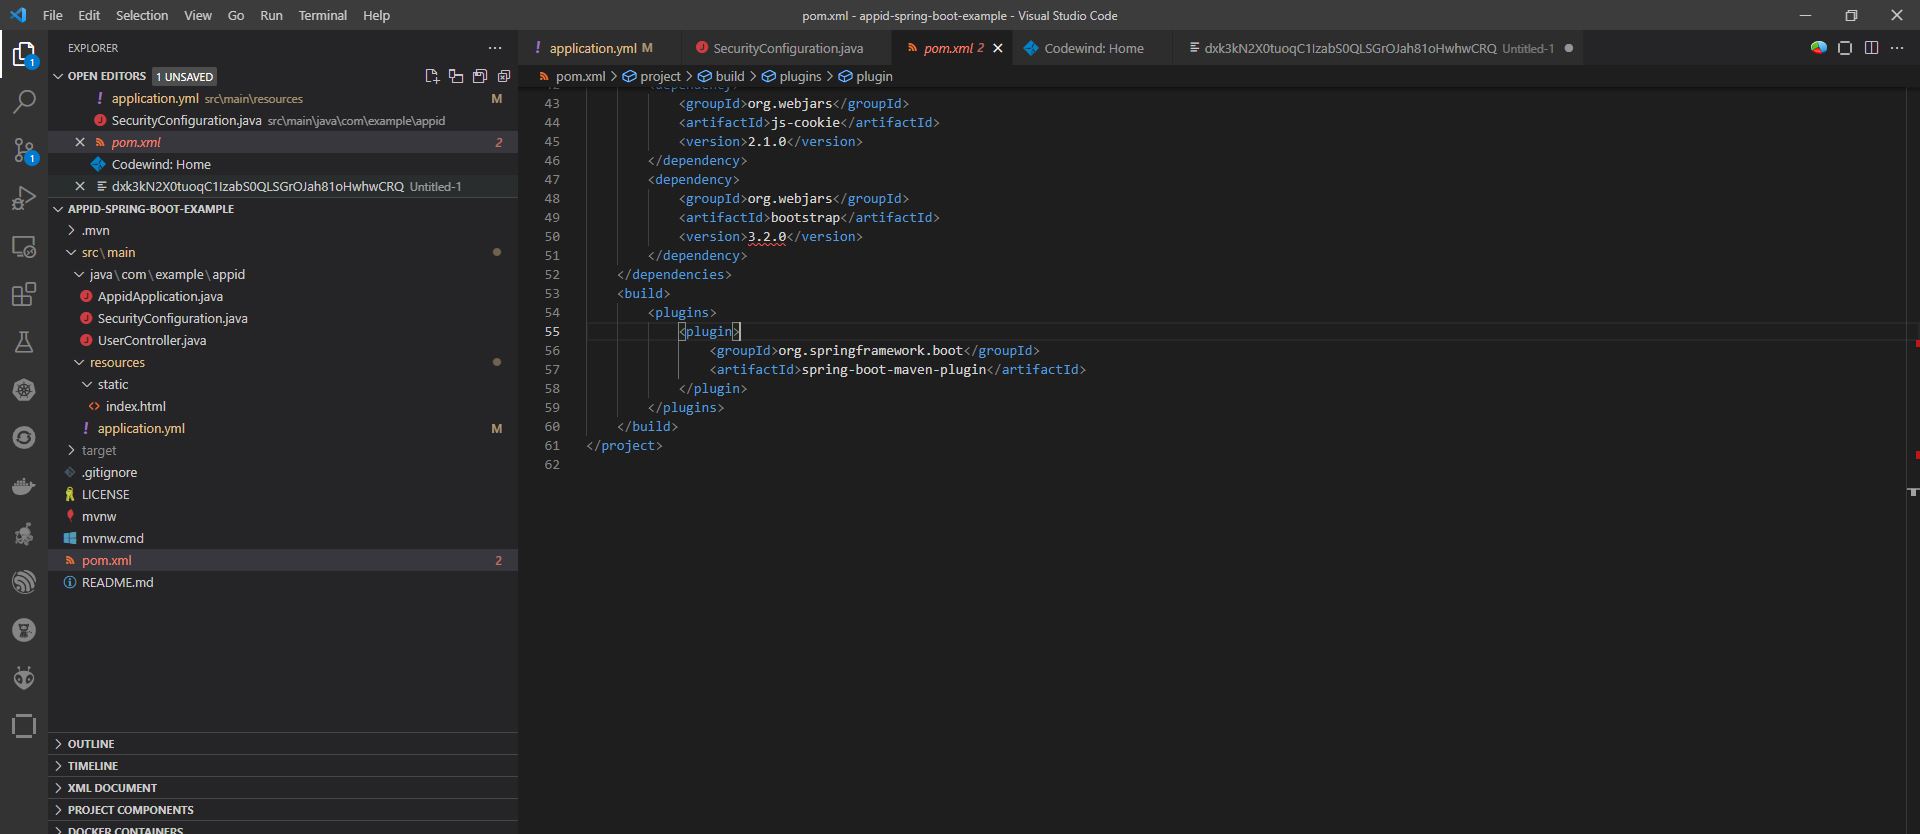 File Edit Selection View Go Run Terminal Help
pom.xml - appid-spring-boot-example - Visual Studio Code
EXPLORER
OPEN EDITORS 1 UNSAVED
! application.yml src\main\resources M
SecurityConfiguration.java src\main\java\com\example\appid
pom.xml 2
Codewind: Home
dxk3kN2X0tuoqC1IzabS0QLSGrOJah81oHwhwCRQ Untitled-1
APPID-SPRING-BOOT-EXAMPLE
.mvn
src\main
java\com\example\appid
AppidApplication.java
SecurityConfiguration.java
UserController.java
resources
static
index.html
! application.yml M
target
.gitignore
LICENSE
mvnw
mvnw.cmd
pom.xml 2
README.md
OUTLINE
TIMELINE
XML DOCUMENT
PROJECT COMPONENTS
DOCKER CONTAINERS
! application.yml M SecurityConfiguration.java pom.xml 2 Codewind: Home dxk3kN2X0tuoqC1IzabS0QLSGrOJah81oHwhwCRQ Untitled-1
pom.xml > project > build > plugins > plugin
42 <dependency>
43 <groupId>org.webjars</groupId>
44 <artifactId>js-cookie</artifactId>
45 <version>2.1.0</version>
46 </dependency>
47 <dependency>
48 <groupId>org.webjars</groupId>
49 <artifactId>bootstrap</artifactId>
50 <version>3.2.0</version>
51 </dependency>
52 </dependencies>
53 <build>
54 <plugins>
55 <plugin>
56 <groupId>org.springframework.boot</groupId>
57 <artifactId>spring-boot-maven-plugin</artifactId>
58 </plugin>
59 </plugins>
60 </build>
61 </project>
62
1
1